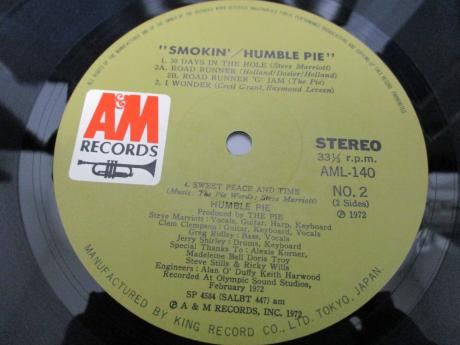 "SMOKIN'/HUMBLE PIE"
1. 30 DAYS IN THE HOLE (Steve Marriott)
2A. ROAD RUNNER (Holland/Dozier/Holland)
2B. ROAD RUNNER 'G' JAM (The Pie)
3. I WONDER (Cecil Grant, Raymond Leveen)
A&M
RECORDS
STEREO
33⅓ r.p.m.
AML-140
NO. 2
(2 Sides)
Ⓟ 1972
4. SWEET PEACE AND TIME
(Music: The Pie Words: Steve Marriott)
HUMBLE PIE
Produced by THE PIE
Steve Marriott: Vocals, Guitar, Harp, Keyboard
Clem Clempson: Guitar, Keyboard, Vocals
Greg Ridley: Bass, Vocals
Jerry Shirley: Drums, Keyboard
Special Thanks To: Alexis Korner,
Madeleine Bell Doris Troy
Steve Stills & Ricky Wills
Engineers: Alan O' Duffy Keith Harwood
Recorded At Olympic Sound Studios,
February 1972
SP 4584 (SALBT 447) am
Ⓟ A & M RECORDS, INC. 1972
MANUFACTURED BY KING RECORD CO., LTD. TOKYO, JAPAN.